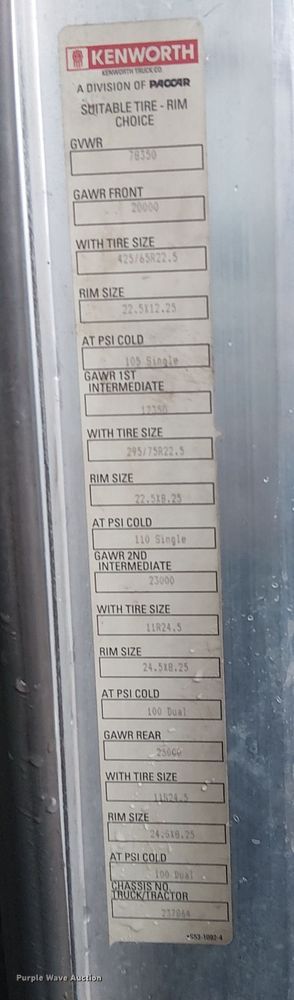 KENWORTH
KENWORTH TRUCK CO.
A DIVISION OF PACCAR
SUITABLE TIRE - RIM
CHOICE
GVWR
78350
GAWR FRONT
20000
WITH TIRE SIZE
425/65R22.5
RIM SIZE
22.5X12.25
AT PSI COLD
105 Single
GAWR 1ST
INTERMEDIATE
12350
WITH TIRE SIZE
295/75R22.5
RIM SIZE
22.5X8.25
AT PSI COLD
110 Single
GAWR 2ND
INTERMEDIATE
23000
WITH TIRE SIZE
11R24.5
RIM SIZE
24.5X8.25
AT PSI COLD
100 Dual
GAWR REAR
WITH TIRE SIZE
11R24.5
RIM SIZE
24.5X8.25
AT PSI COLD
100 Dual
CHASSIS NO.
TRUCK/TRACTOR
•S53-1092-4
Purple Wave Auction